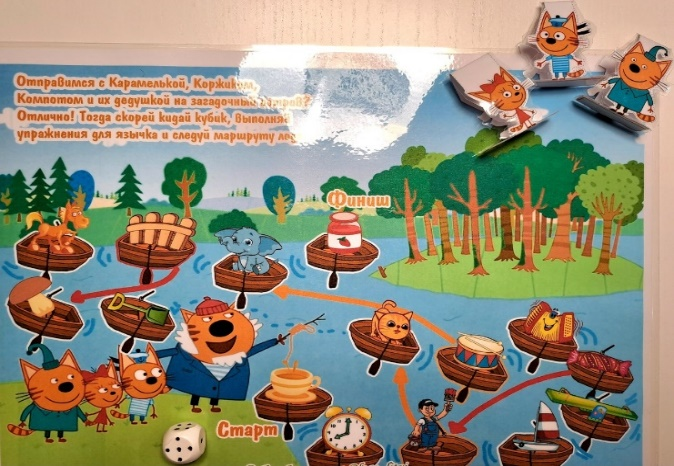 Отправимся с Карамелькой, Коржиком,
Компотом и их дедушкой на загадочный остров?
Отлично! Тогда скорей кидай кубик, выполняй
упражнения для язычка и следуй маршруту
Финиш
Старт